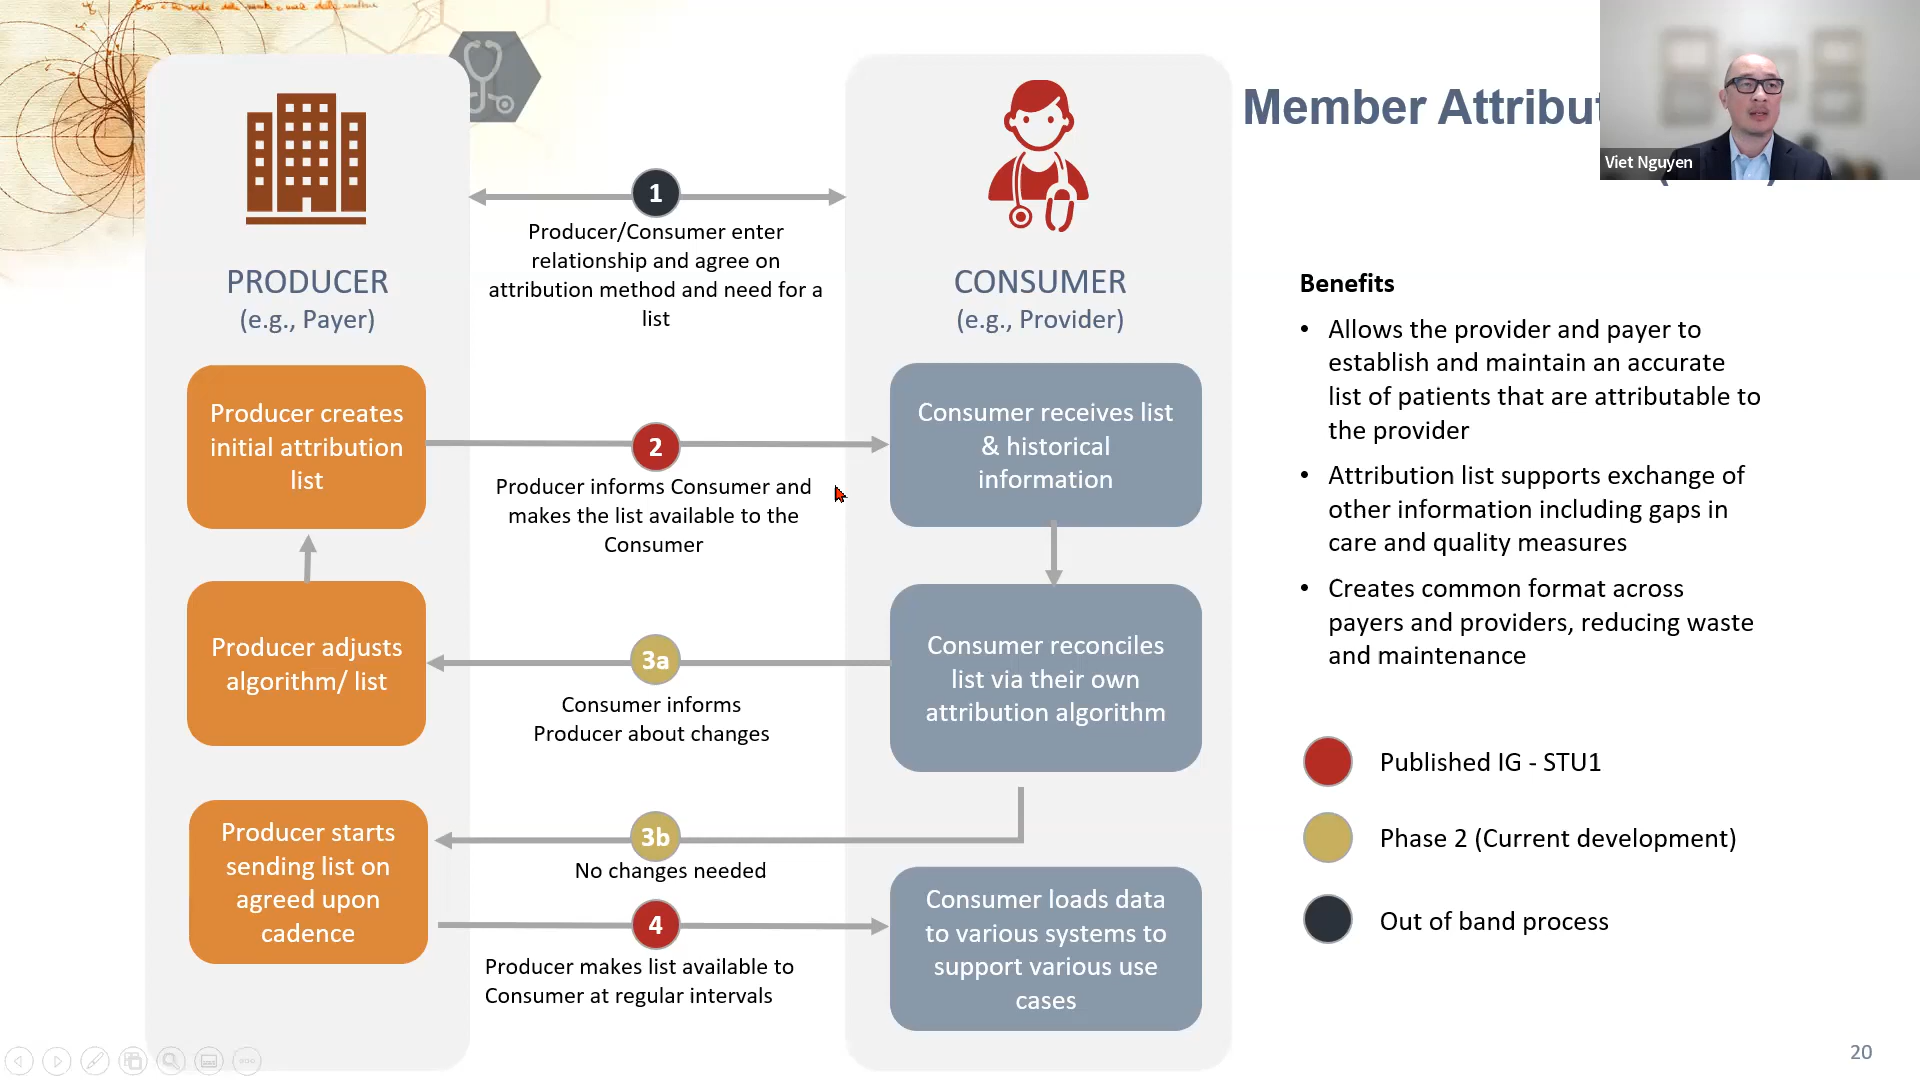 Member Attribut
Viet Nguyen
PRODUCER
(e.g., Payer)
1
Producer/Consumer enter
relationship and agree on
attribution method and need for a
list
CONSUMER
(e.g., Provider)
Producer creates
initial attribution
list
2
Producer informs Consumer and
makes the list available to the
Consumer
Consumer receives list
& historical
information
Producer adjusts
algorithm/ list
3a
Consumer informs
Producer about changes
Consumer reconciles
list via their own
attribution algorithm
Producer starts
sending list on
agreed upon
cadence
3b
No changes needed
4
Producer makes list available to
Consumer at regular intervals
Consumer loads data
to various systems to
support various use
cases
Benefits
• Allows the provider and payer to
establish and maintain an accurate
list of patients that are attributable to
the provider
• Attribution list supports exchange of
other information including gaps in
care and quality measures
• Creates common format across
payers and providers, reducing waste
and maintenance
Published IG - STU1
Phase 2 (Current development)
Out of band process
20